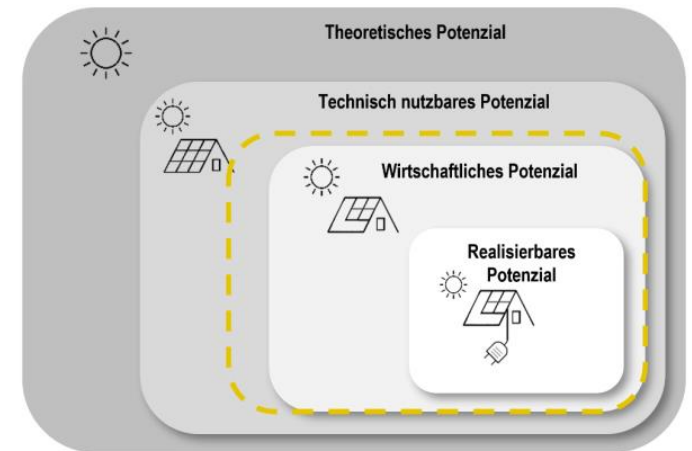 Theoretisches Potenzial
Technisch nutzbares Potenzial
Wirtschaftliches Potenzial
Realisierbares
Potenzial